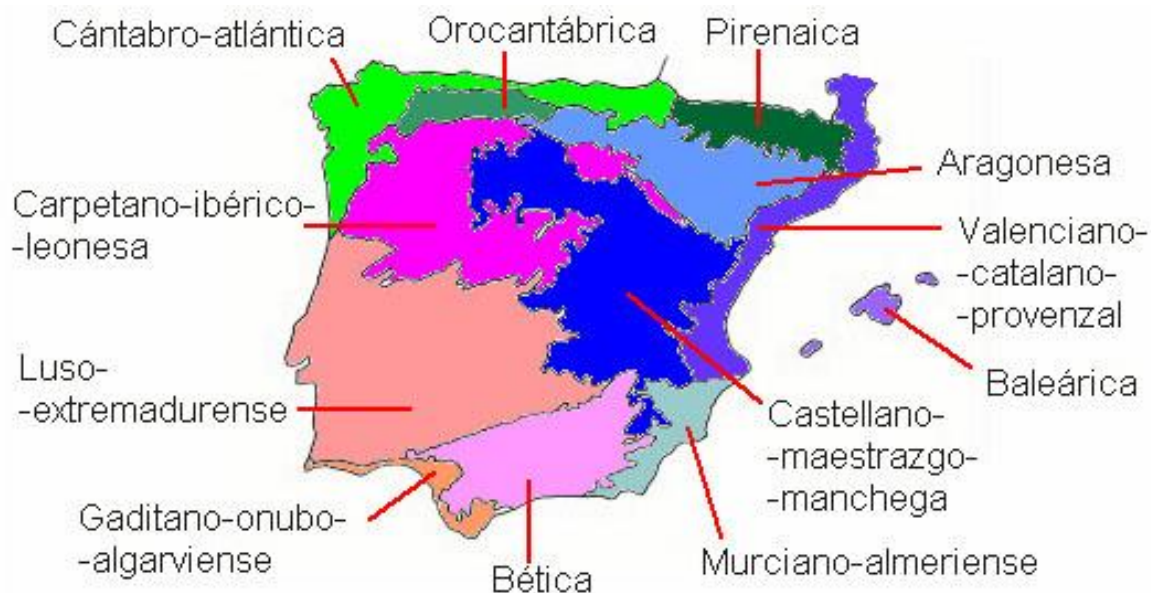 Cántabro-atlántica
Orocantábrica
Pirenaica
Aragonesa
Carpetano-ibérico-
-leonesa
Valenciano-
-catalano-
-provenzal
Luso-
-extremadurense
Baleárica
Castellano-
-maestrazgo-
-manchega
Gaditano-onubo-
-algarviense
Bética
Murciano-almeriense